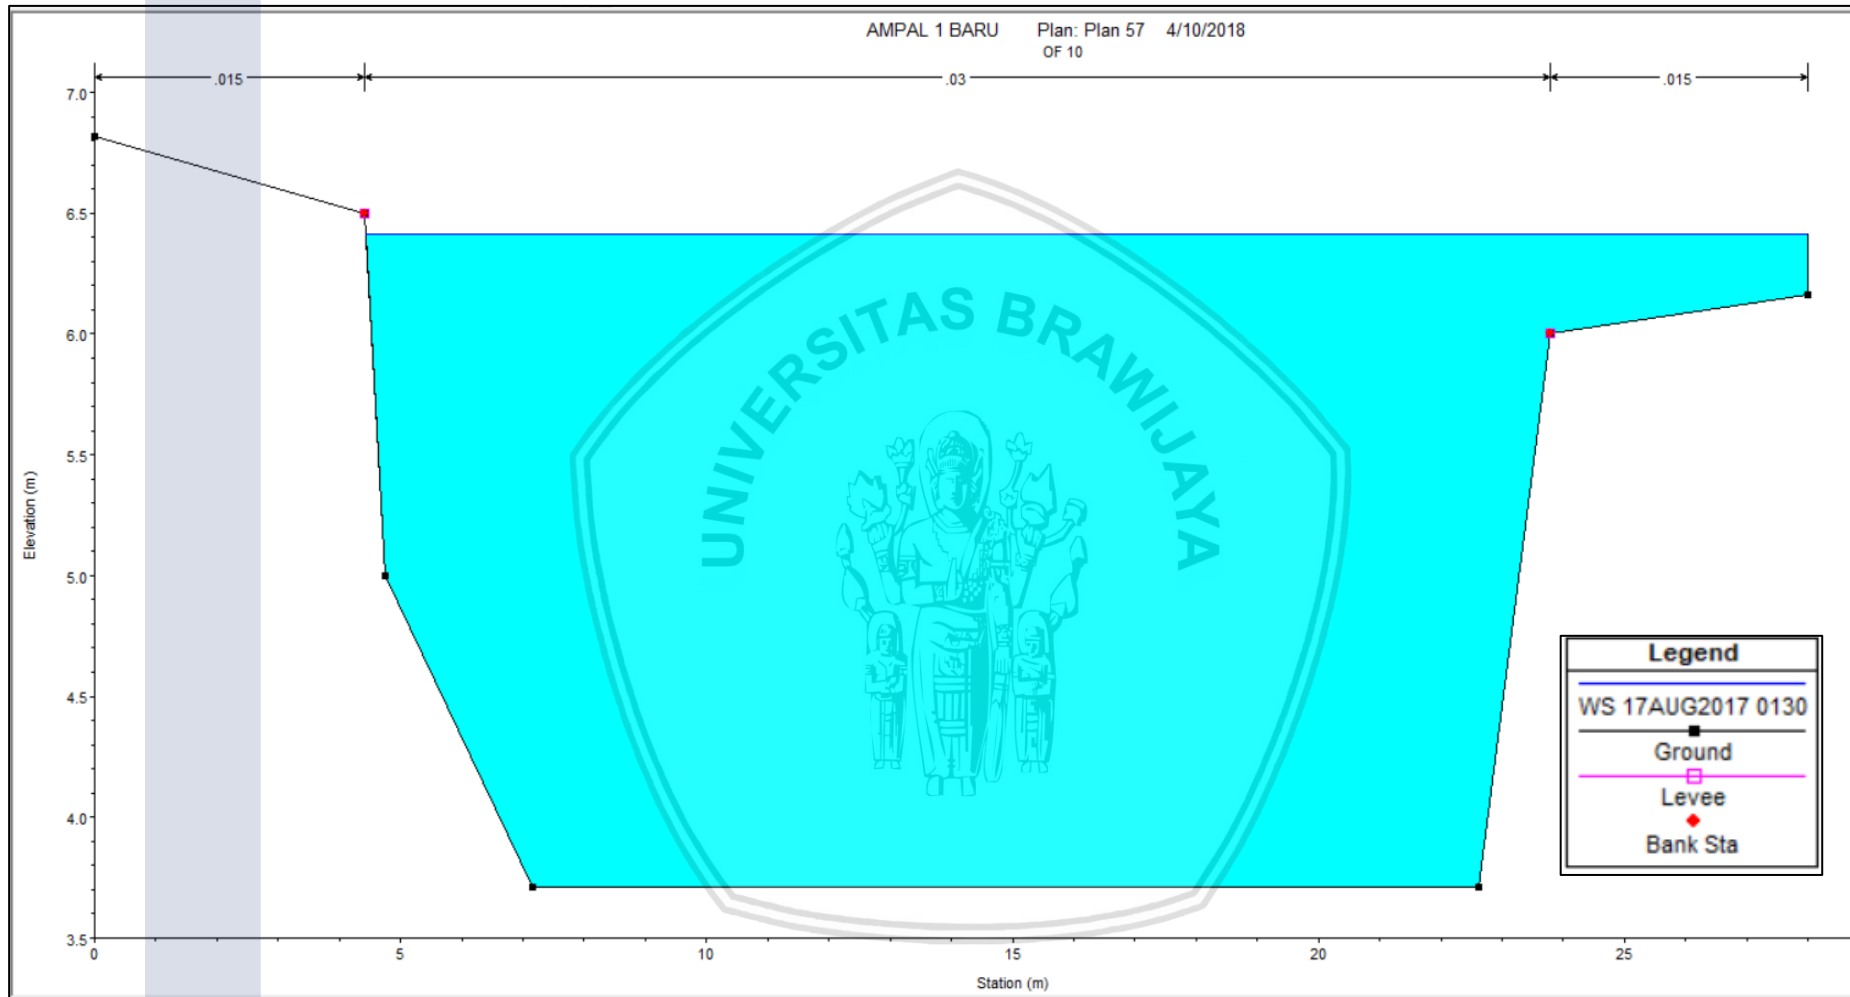 AMPAL 1 BARU Plan: Plan 57 4/10/2018
OF 10
.015 .03 .015
7.0
6.5
6.0
5.5
5.0
4.5
4.0
3.5
Elevation (m)
UNIVERSITAS BRAWIJAYA
Legend
WS 17AUG2017 0130
Ground
Levee
Bank Sta
0 5 10 15 20 25
Station (m)